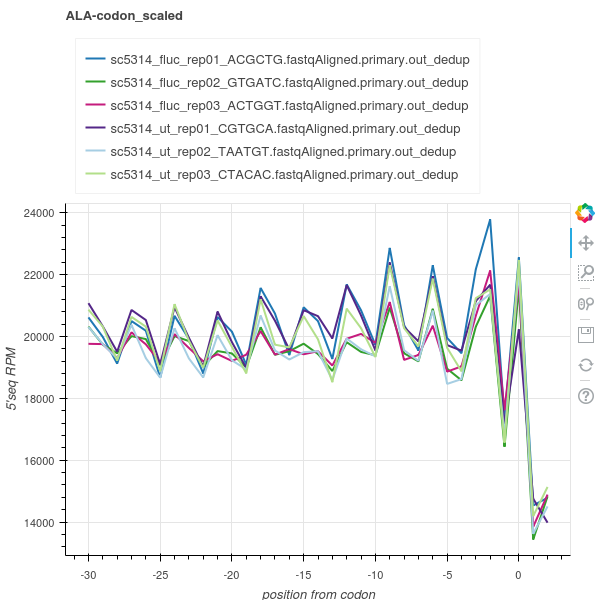 ALA-codon_scaled
sc5314_fluc_rep01_ACGCTG.fastqAligned.primary.out_dedup
sc5314_fluc_rep02_GTGATC.fastqAligned.primary.out_dedup
sc5314_fluc_rep03_ACTGGT.fastqAligned.primary.out_dedup
sc5314_ut_rep01_CGTGCA.fastqAligned.primary.out_dedup
sc5314_ut_rep02_TAATGT.fastqAligned.primary.out_dedup
sc5314_ut_rep03_CTACAC.fastqAligned.primary.out_dedup
24000
22000
20000
18000
16000
14000
5'seq RPM
-30 -25 -20 -15 -10 -5 0
position from codon